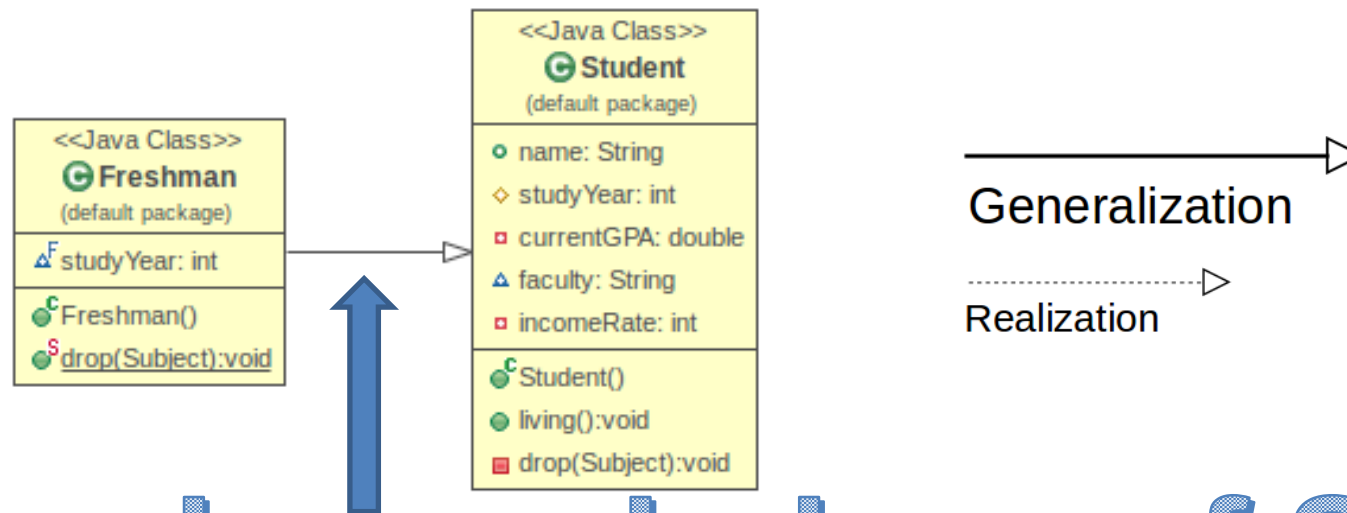 <<Java Class>>
Freshman
(default package)
studyYear: int
Freshman()
drop(Subject):void
<<Java Class>>
Student
(default package)
name: String
studyYear: int
currentGPA: double
faculty: String
incomeRate: int
Student()
living():void
drop(Subject):void
Generalization
Realization